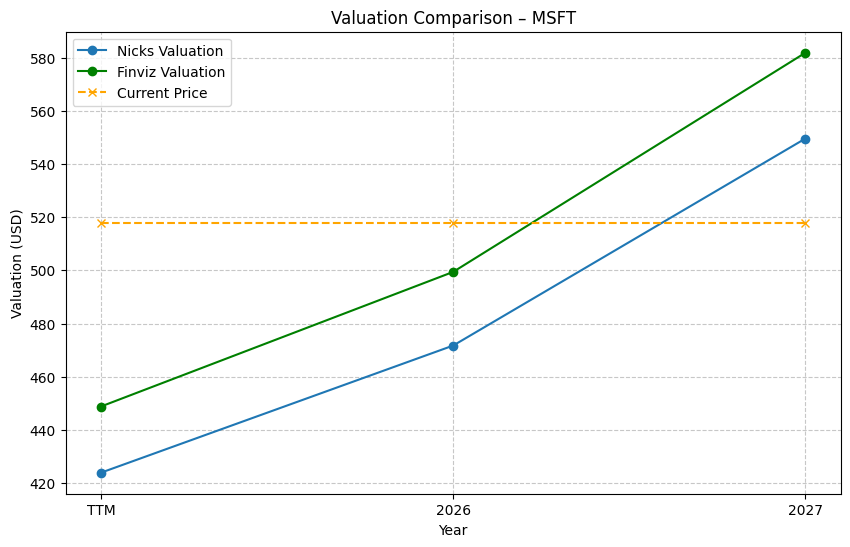 Valuation Comparison – MSFT
Nicks Valuation
Finviz Valuation
Current Price
Valuation (USD)
580
560
540
520
500
480
460
440
420
TTM
2026
2027
Year